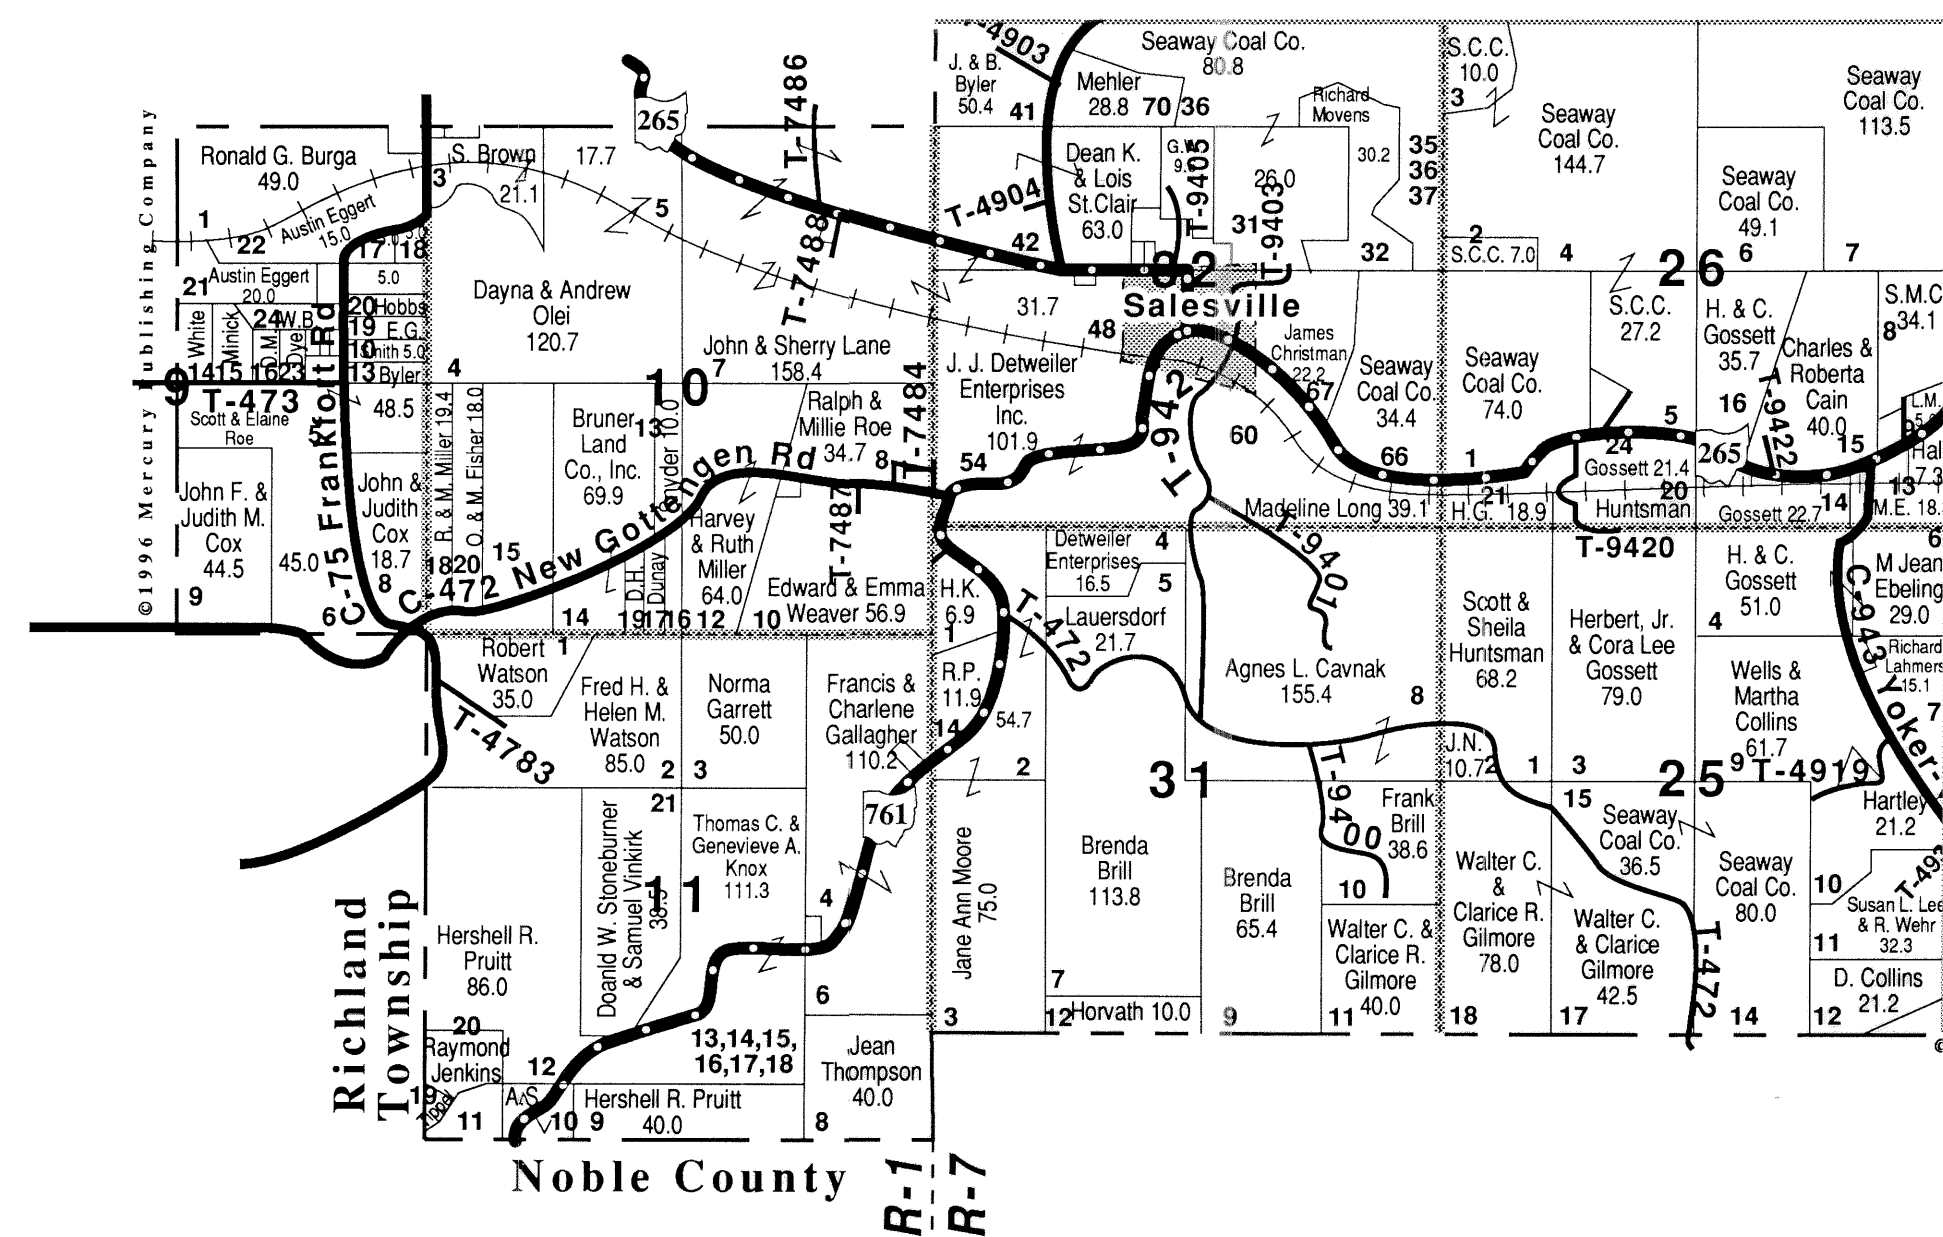 ©1996 Mercury Publishing Company
265
T-7486
T-4903
J. & B.
Byler
50.4
41
Mehler
28.8
70
36
Seaway Coal Co.
80.8
Richard
Movens
S.C.C.
10.0
3
Seaway
Coal Co.
144.7
Seaway
Coal Co.
113.5
Ronald G. Burga
49.0
1
22
Austin Eggert
15.0
3
S. Brown
21.1
17.7
5
17
18
Dean K.
& Lois
St.Clair
63.0
T-4904
42
T-9405
26.0
31
T-9403
30.2
35
36
37
32
2
S.C.C. 7.0
4
26
Seaway
Coal Co.
49.1
6
7
21
Austin Eggert
20.0
5.0
20
Hobbs
19
E.G.
10
Smith 5.0
13
Byler
48.5
White
Minick
24
W.B
D.M.
Dye
14
15
16
23
9
T-473
Scott & Elaine
Roe
C-75 Frankfort Rd
Dayna & Andrew
Olei
120.7
4
T-7488
John & Sherry Lane
158.4
7
10
31.7
48
32
Salesville
James
Christman
22.2
67
Seaway
Coal Co.
34.4
Seaway
Coal Co.
74.0
S.C.C.
27.2
H. & C.
Gossett
35.7
16
T-9422
Charles &
Roberta
Cain
40.0
15
S.M.C
34.1
8
L.M.
J. J. Detweiler
Enterprises
Inc.
101.9
54
T-942
60
66
1
21
24
5
Gossett 21.4
20
265
Madeline Long 39.1
H.G. 18.9
Huntsman
Gossett 22.7
14
13
Hal
7.3
M.E. 18.
T-9420
John F. &
Judith M.
Cox
44.5
9
45.0
6
John &
Judith
Cox
18.7
8
R. & M. Miller 19.4
O. & M. Fisher 18.0
18
20
15
C-472 New Gottengen Rd
Bruner
Land
Co., Inc.
69.9
13
Snyder 10.0
14
D.H.
Dunay
19
17
16
Harvey
& Ruth
Miller
64.0
12
Ralph &
Millie Roe
34.7
8
T-7484
T-7487
Edward & Emma
Weaver 56.9
10
H.K.
6.9
1
Detweiler
Enterprises
16.5
4
5
Lauersdorf
21.7
T-472
T-9401
Agnes L. Cavnak
155.4
8
Scott &
Sheila
Huntsman
68.2
Herbert, Jr.
& Cora Lee
Gossett
79.0
H. & C.
Gossett
51.0
4
6
M Jean
Ebeling
29.0
Richard
Lahmers
15.1
C-943 Yoker-
7
Wells &
Martha
Collins
61.7
9
T-4919
Robert
Watson
35.0
1
T-4783
Fred H. &
Helen M.
Watson
85.0
2
Norma
Garrett
50.0
3
Francis &
Charlene
Gallagher
110.2
R.P.
11.9
14
54.7
2
31
J.N.
10.7
2
1
3
25
761
Hershell R.
Pruitt
86.0
Doanld W. Stoneburner
& Samuel Vinkirk
38.5
21
11
Thomas C. &
Genevieve A.
Knox
111.3
4
6
Jane Ann Moore
75.0
3
Brenda
Brill
113.8
7
12
Horvath 10.0
Brenda
Brill
65.4
9
T-9400
Frank
Brill
38.6
10
Walter C. &
Clarice R.
Gilmore
40.0
11
Walter C.
&
Clarice R.
Gilmore
78.0
18
15
Seaway
Coal Co.
36.5
Walter C.
& Clarice
Gilmore
42.5
17
T-472
Seaway
Coal Co.
80.0
14
Hartley
21.2
10
T-493
Susan L. Lee
& R. Wehr
32.3
11
D. Collins
21.2
12
Richland
Township
20
Raymond
Jenkins
19
Tippel
11
12
A.S.
10
9
Hershell R. Pruitt
40.0
13,14,15,
16,17,18
Jean
Thompson
40.0
8
Noble County
R-1
R-7